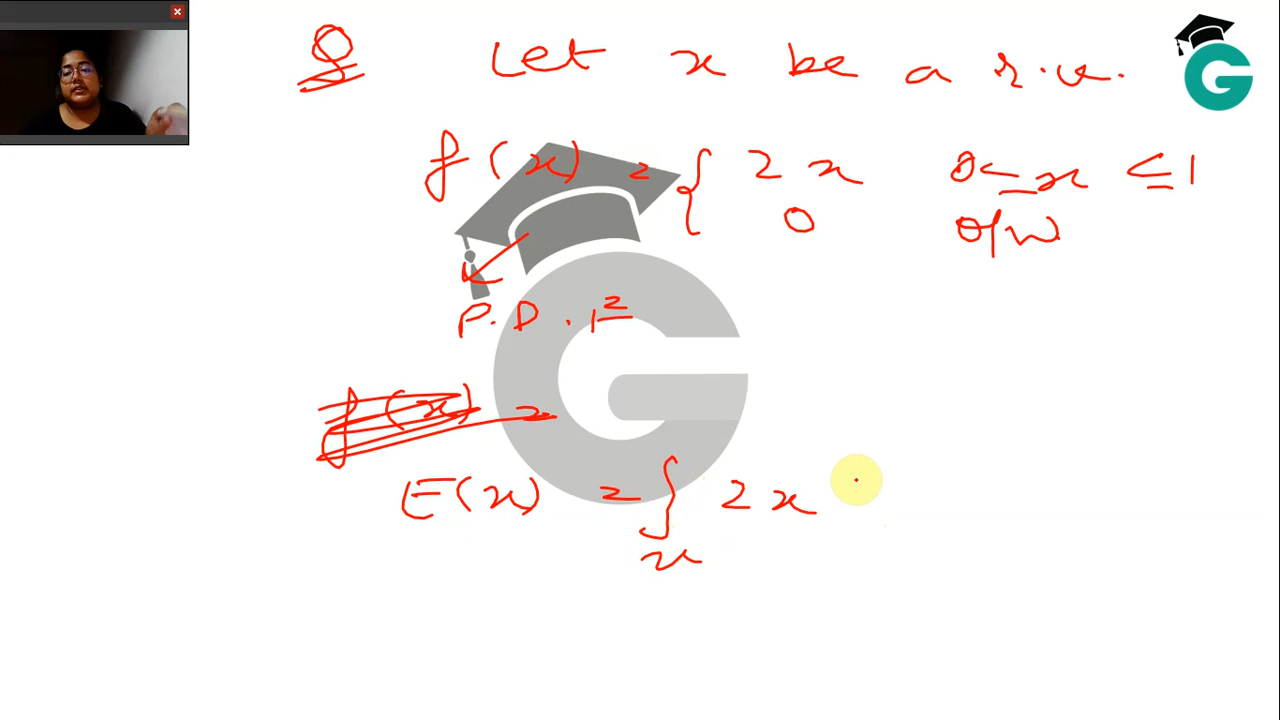 Q Let x be a r.v.
f(x) = { 2x 0 ≤ x ≤ 1
0 o/w
P.D.F
f(x) =
E(x) = ∫ 2x
x